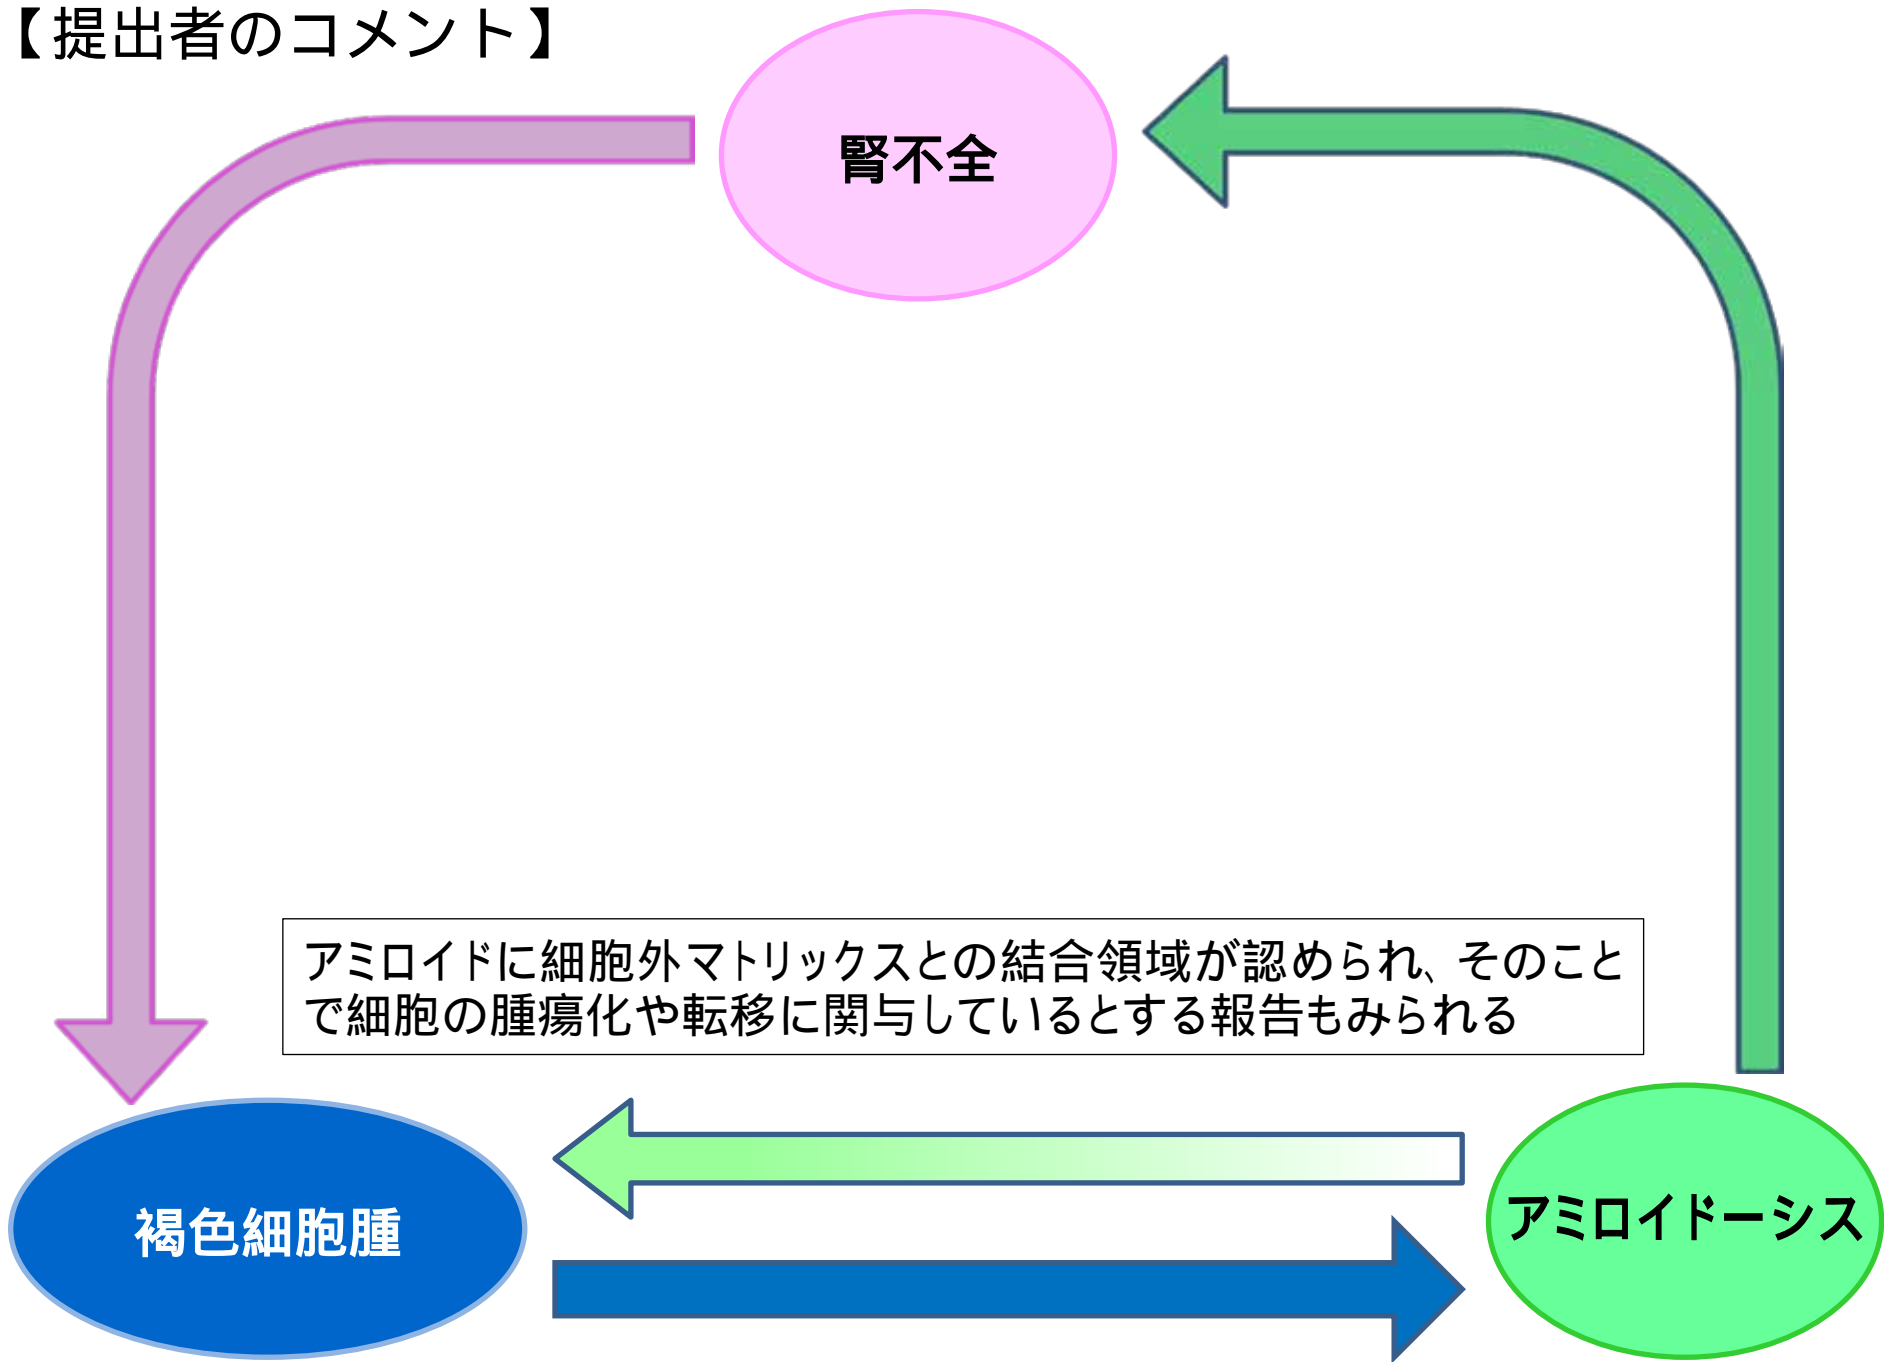 【提出者のコメント】
腎不全
アミロイドに細胞外マトリックスとの結合領域が認められ、そのこと
で細胞の腫瘍化や転移に関与しているとする報告もみられる
褐色細胞腫
アミロイドーシス